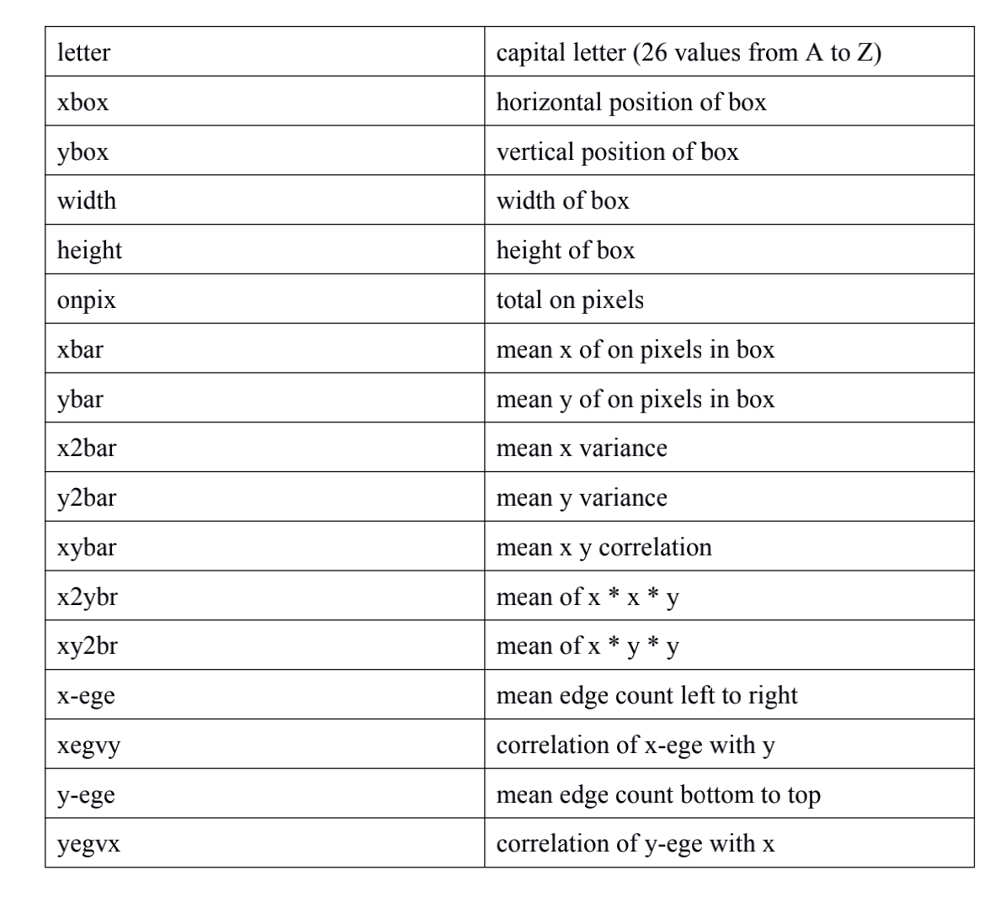 letter capital letter (26 values from A to Z)
xbox horizontal position of box
ybox vertical position of box
width width of box
height height of box
onpix total on pixels
xbar mean x of on pixels in box
ybar mean y of on pixels in box
x2bar mean x variance
y2bar mean y variance
xybar mean x y correlation
x2ybr mean of x * x * y
xy2br mean of x * y * y
x-ege mean edge count left to right
xegvy correlation of x-ege with y
y-ege mean edge count bottom to top
yegvx correlation of y-ege with x